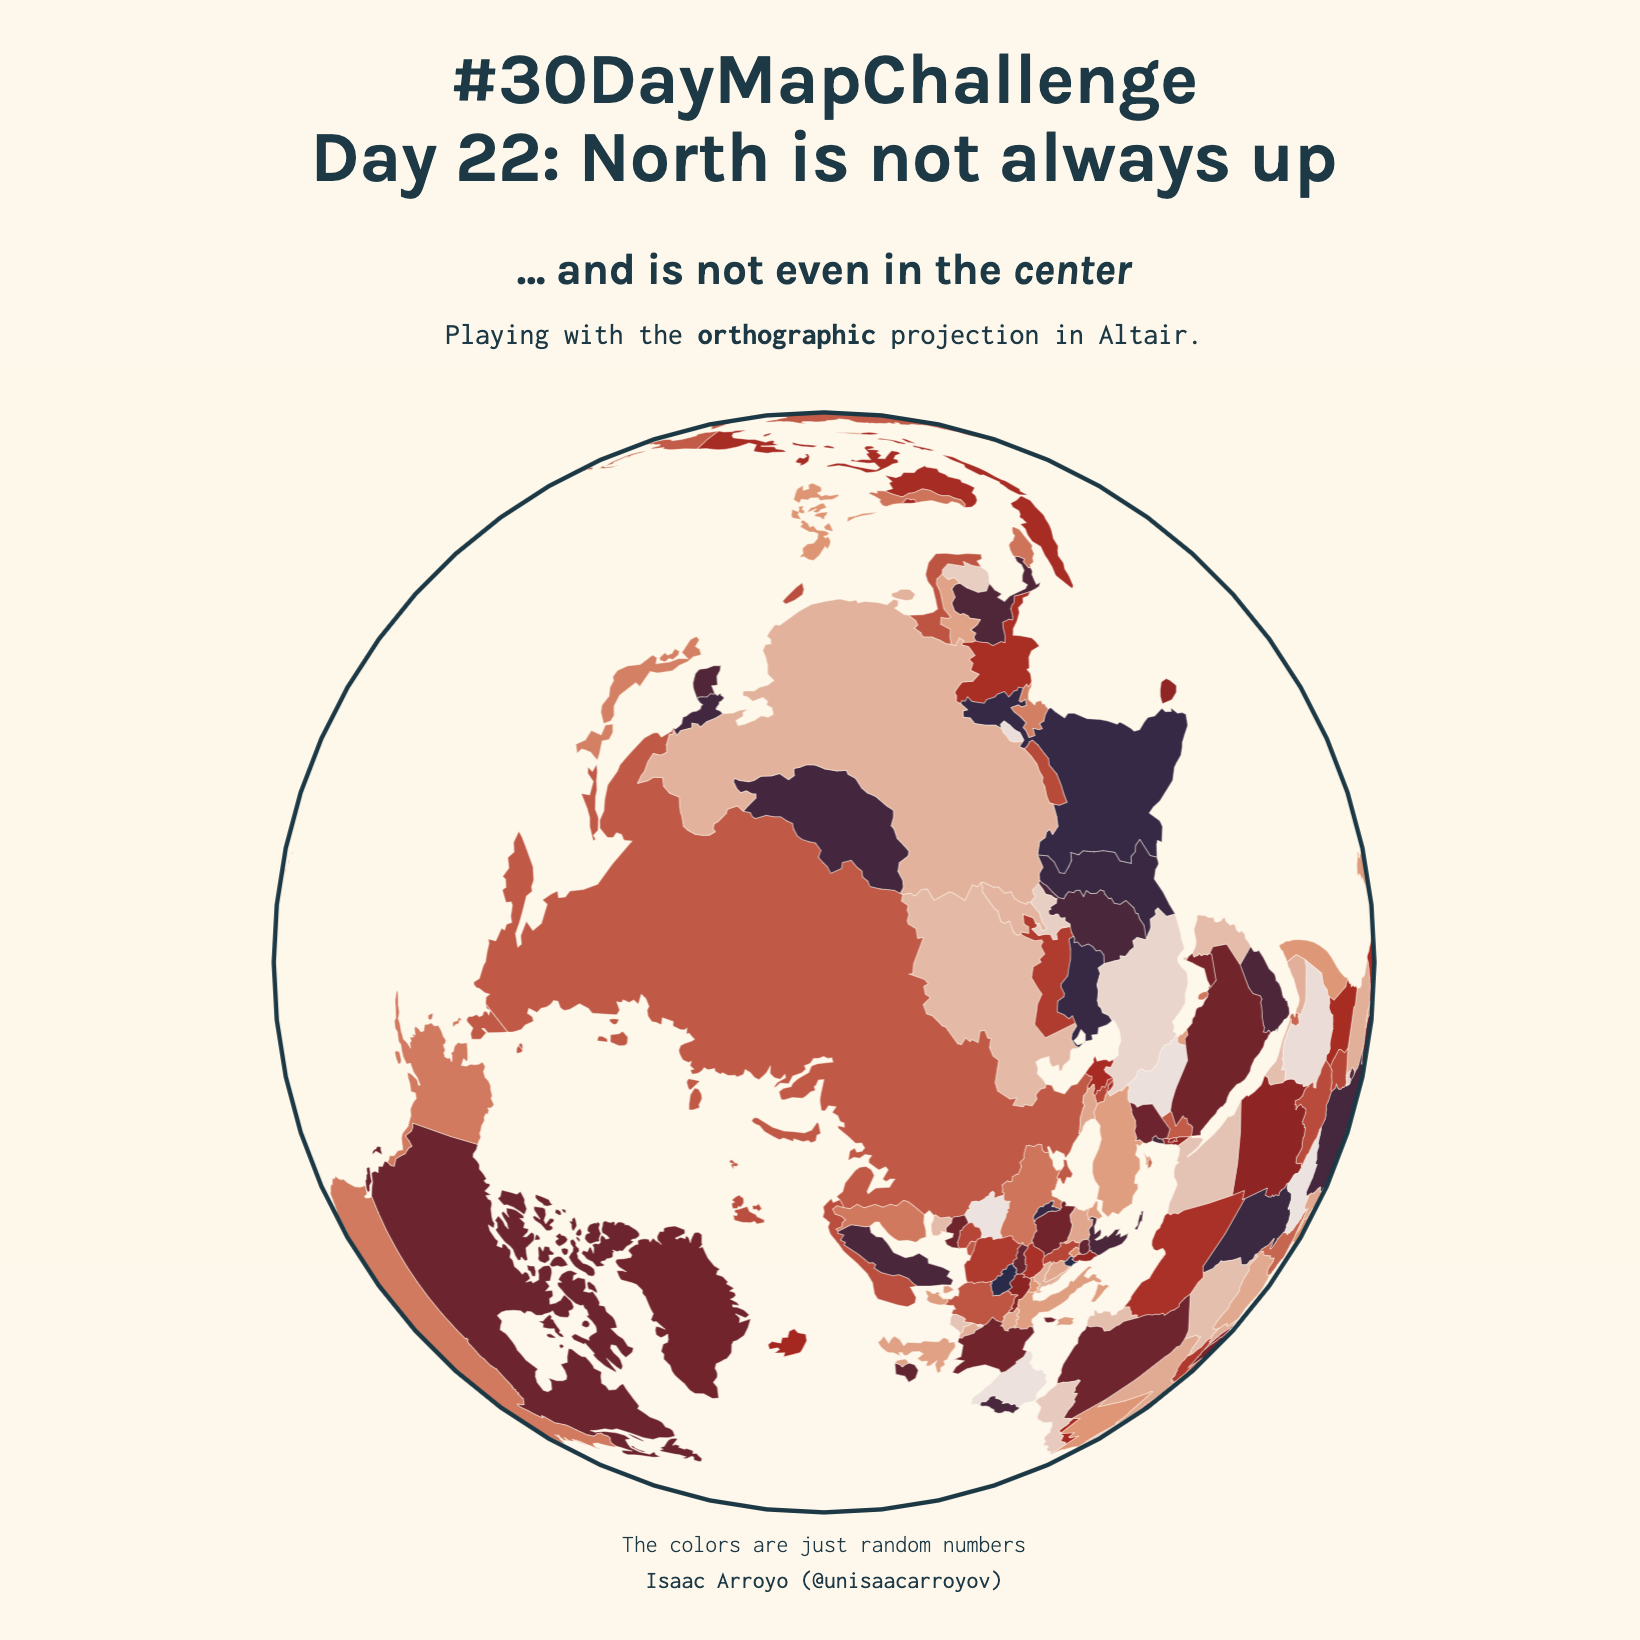 #30DayMapChallenge
Day 22: North is not always up
... and is not even in the center
Playing with the orthographic projection in Altair.
The colors are just random numbers
Isaac Arroyo (@unisaacarroyov)